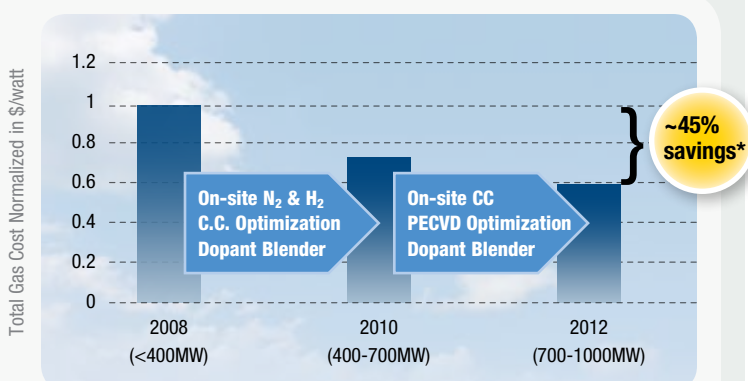 Total Gas Cost Normalized in $/watt
1.2
1
0.8
0.6
0.4
0.2
0
~45%
savings*
On-site N₂ & H₂
C.C. Optimization
Dopant Blender
On-site CC
PECVD Optimization
Dopant Blender
2008
(<400MW)
2010
(400-700MW)
2012
(700-1000MW)